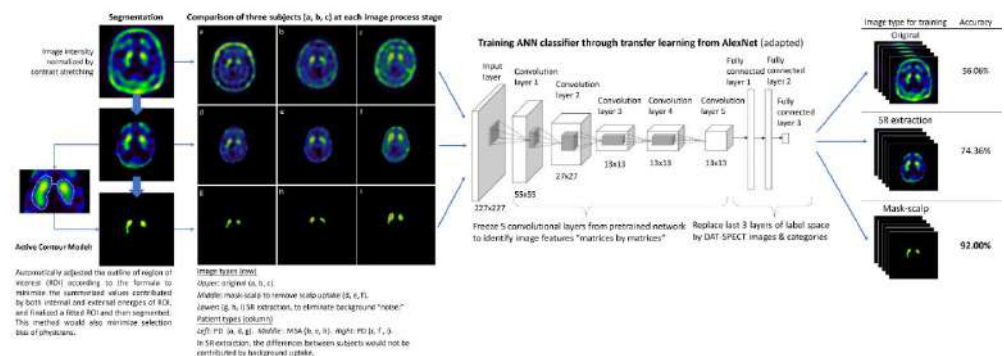 Segmentation
Image intensity
normalized by
contrast stretching
Active Contour Model:
Automatically adjusted the outline of region of
interest (ROI) according to the formula to
minimize the summarized values contributed
by both internal and external energies of ROI,
and finalized a fitted ROI and then segmented.
This method would also minimize selection
bias of physicians.
Comparison of three subjects (a, b, c) at each image process stage
a
b
c
d
e
f
g
h
i
Image types (row)
Upper: original (a, b, c).
Middle: mask-scalp to remove scalp uptake (d, e, f).
Lower: (g, h, i) SR extraction, to eliminate background "noise."
Patient types (column)
Left: PD (a, d, g). Middle: MSA (b, e, h). Right: PD (c, f, i).
In SR extraction, the differences between subjects would not be
contributed by background uptake.
Training ANN classifier through transfer learning from AlexNet (adapted)
Input
layer
Convolution
layer 1
Convolution
layer 2
Convolution
layer 3
Convolution
layer 4
Convolution
layer 5
Fully
connected
layer 1
Fully
connected
layer 2
Fully
connected
layer 3
227x227
55x55
27x27
13x13
13x13
13x13
Freeze 5 convolutional layers from pretrained network
to identify image features "matrices by matrices"
Replace last 3 layers of label space
by DAT-SPECT images & categories
Image type for training
Accuracy
Original
56.06%
SR extraction
74.36%
Mask-scalp
92.00%